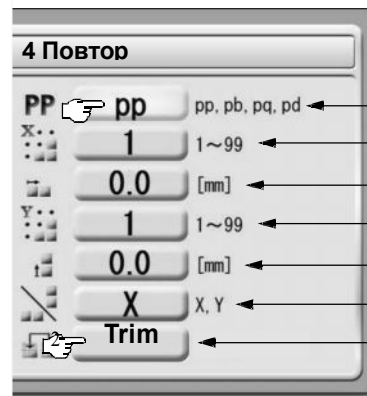 4 Повтор
PP pp pp, pb, pq, pd
X 1 1~99
0.0 [mm]
Y 1 1~99
0.0 [mm]
X X, Y
2 Trim